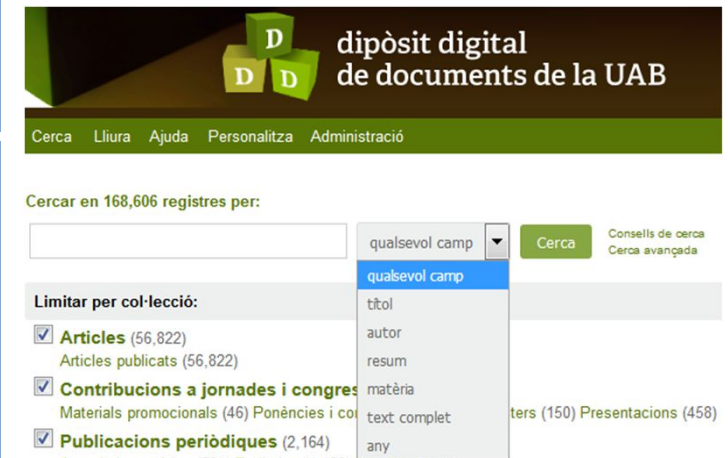 D
D D
dipòsit digital
de documents de la UAB
Cerca Lliura Ajuda Personalitza Administració
Cercar en 168,606 registres per:
qualsevol camp Cerca
Consells de cerca
Cerca avançada
qualsevol camp
títol
autor
resum
matèria
text complet
any
Limitar per col·lecció:
Articles (56,822)
Articles publicats (56,822)
Contribucions a jornades i congres
Materials promocionals (46) Ponències i co ters (150) Presentacions (458)
Publicacions periòdiques (2,164)